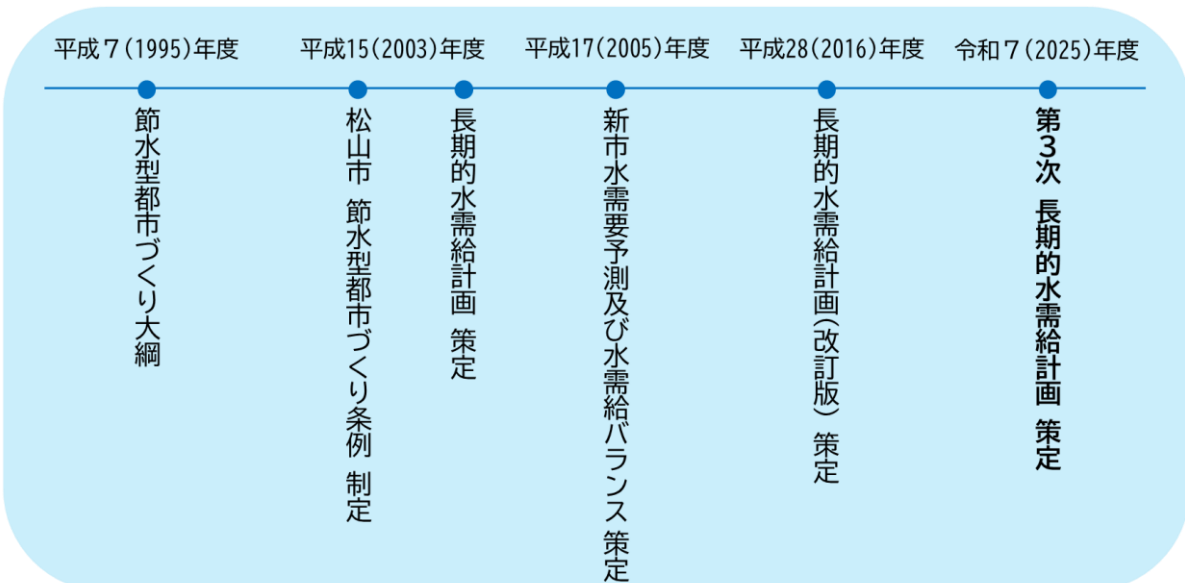 平成7(1995)年度
平成15(2003)年度
平成17(2005)年度
平成28(2016)年度
令和7(2025)年度
節水型都市づくり大綱
松山市 節水型都市づくり条例 制定
長期的水需給計画 策定
新市水需要予測及び水需給バランス 策定
長期的水需給計画(改訂版) 策定
第3次 長期的水需給計画 策定